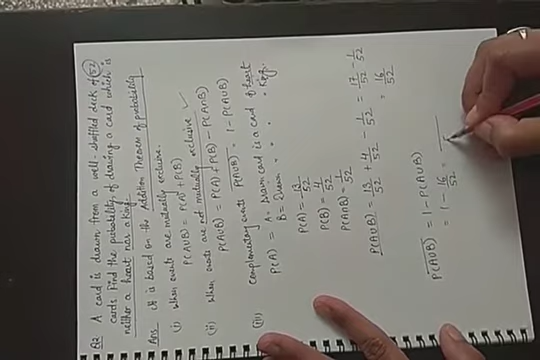 Q2 A card is drawn from a well-shuffled deck of 52
cards. Find the probability of drawing a card which is
neither a heart nor a king.
Ans It is based on the Addition Theorem of probability
(i) When events are mutually exclusive.
P(A∪B) = P(A) + P(B)
(ii) When events are not mutually exclusive ✓
P(A∪B) = P(A) + P(B) - P(A∩B)
(iii) Complementary events P(A∪B)̅ = 1 - P(A∪B)
P(A) = A = Drawn card is a card of heart
B = Drawn " " " " King.
P(A) = 13/52
P(B) = 4/52
P(A∩B) = 1/52
P(A∪B) = 13/52 + 4/52 - 1/52 = 17/52 - 1/52
= 16/52
P(A∪B)̅ = 1 - P(A∪B)
= 1 - 16/52 =